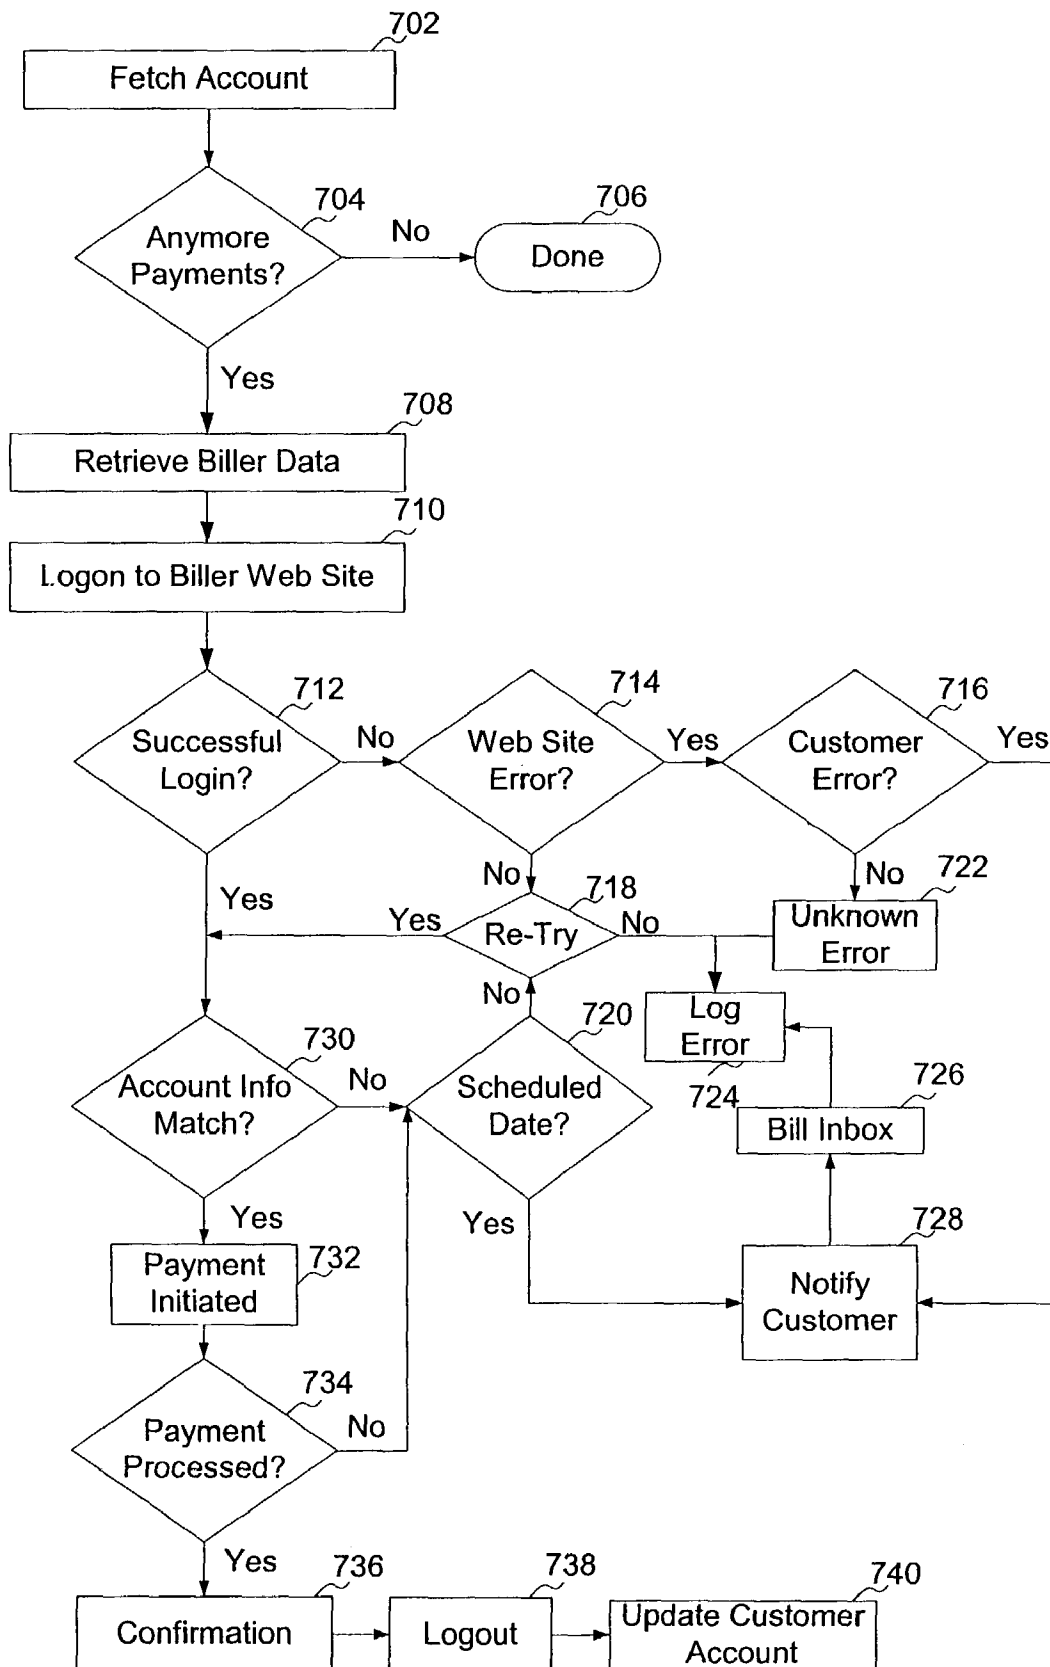 702
Fetch Account
704
Anymore
Payments?
No
706
Done
Yes
708
Retrieve Biller Data
710
Logon to Biller Web Site
712
Successful
Login?
No
714
Web Site
Error?
Yes
716
Customer
Error?
Yes
Yes
No
718
Re-Try
Yes
No
No
722
Unknown
Error
No
720
Scheduled
Date?
Log
Error
724
730
Account Info
Match?
No
726
Bill Inbox
Yes
Yes
728
Notify
Customer
732
Payment
Initiated
734
Payment
Processed?
No
Yes
736
Confirmation
738
Logout
740
Update Customer
Account